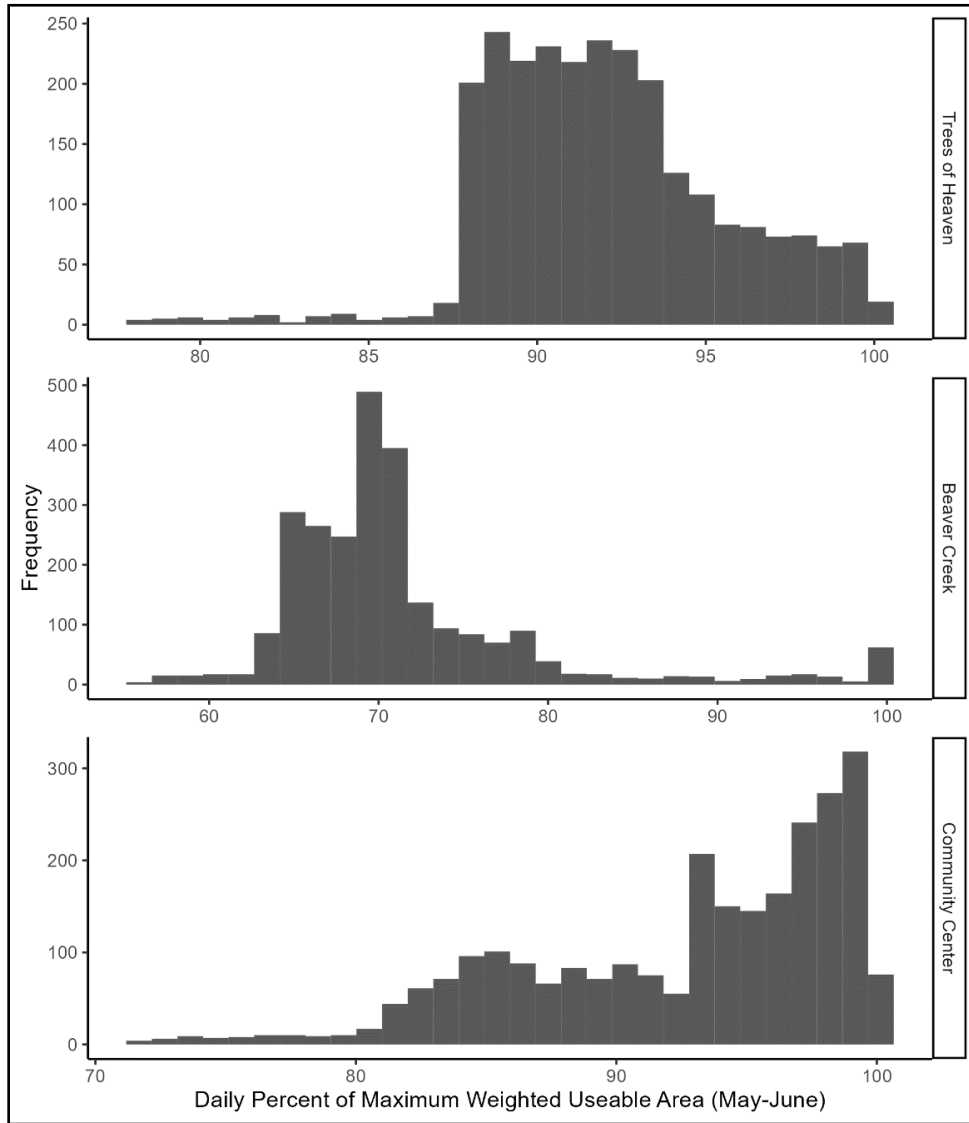 250
200
150
100
50
0
80 85 90 95 100
Trees of Heaven
500
400
300
200
100
0
60 70 80 90 100
Beaver Creek
Frequency
300
200
100
0
70 80 90 100
Community Center
Daily Percent of Maximum Weighted Useable Area (May-June)